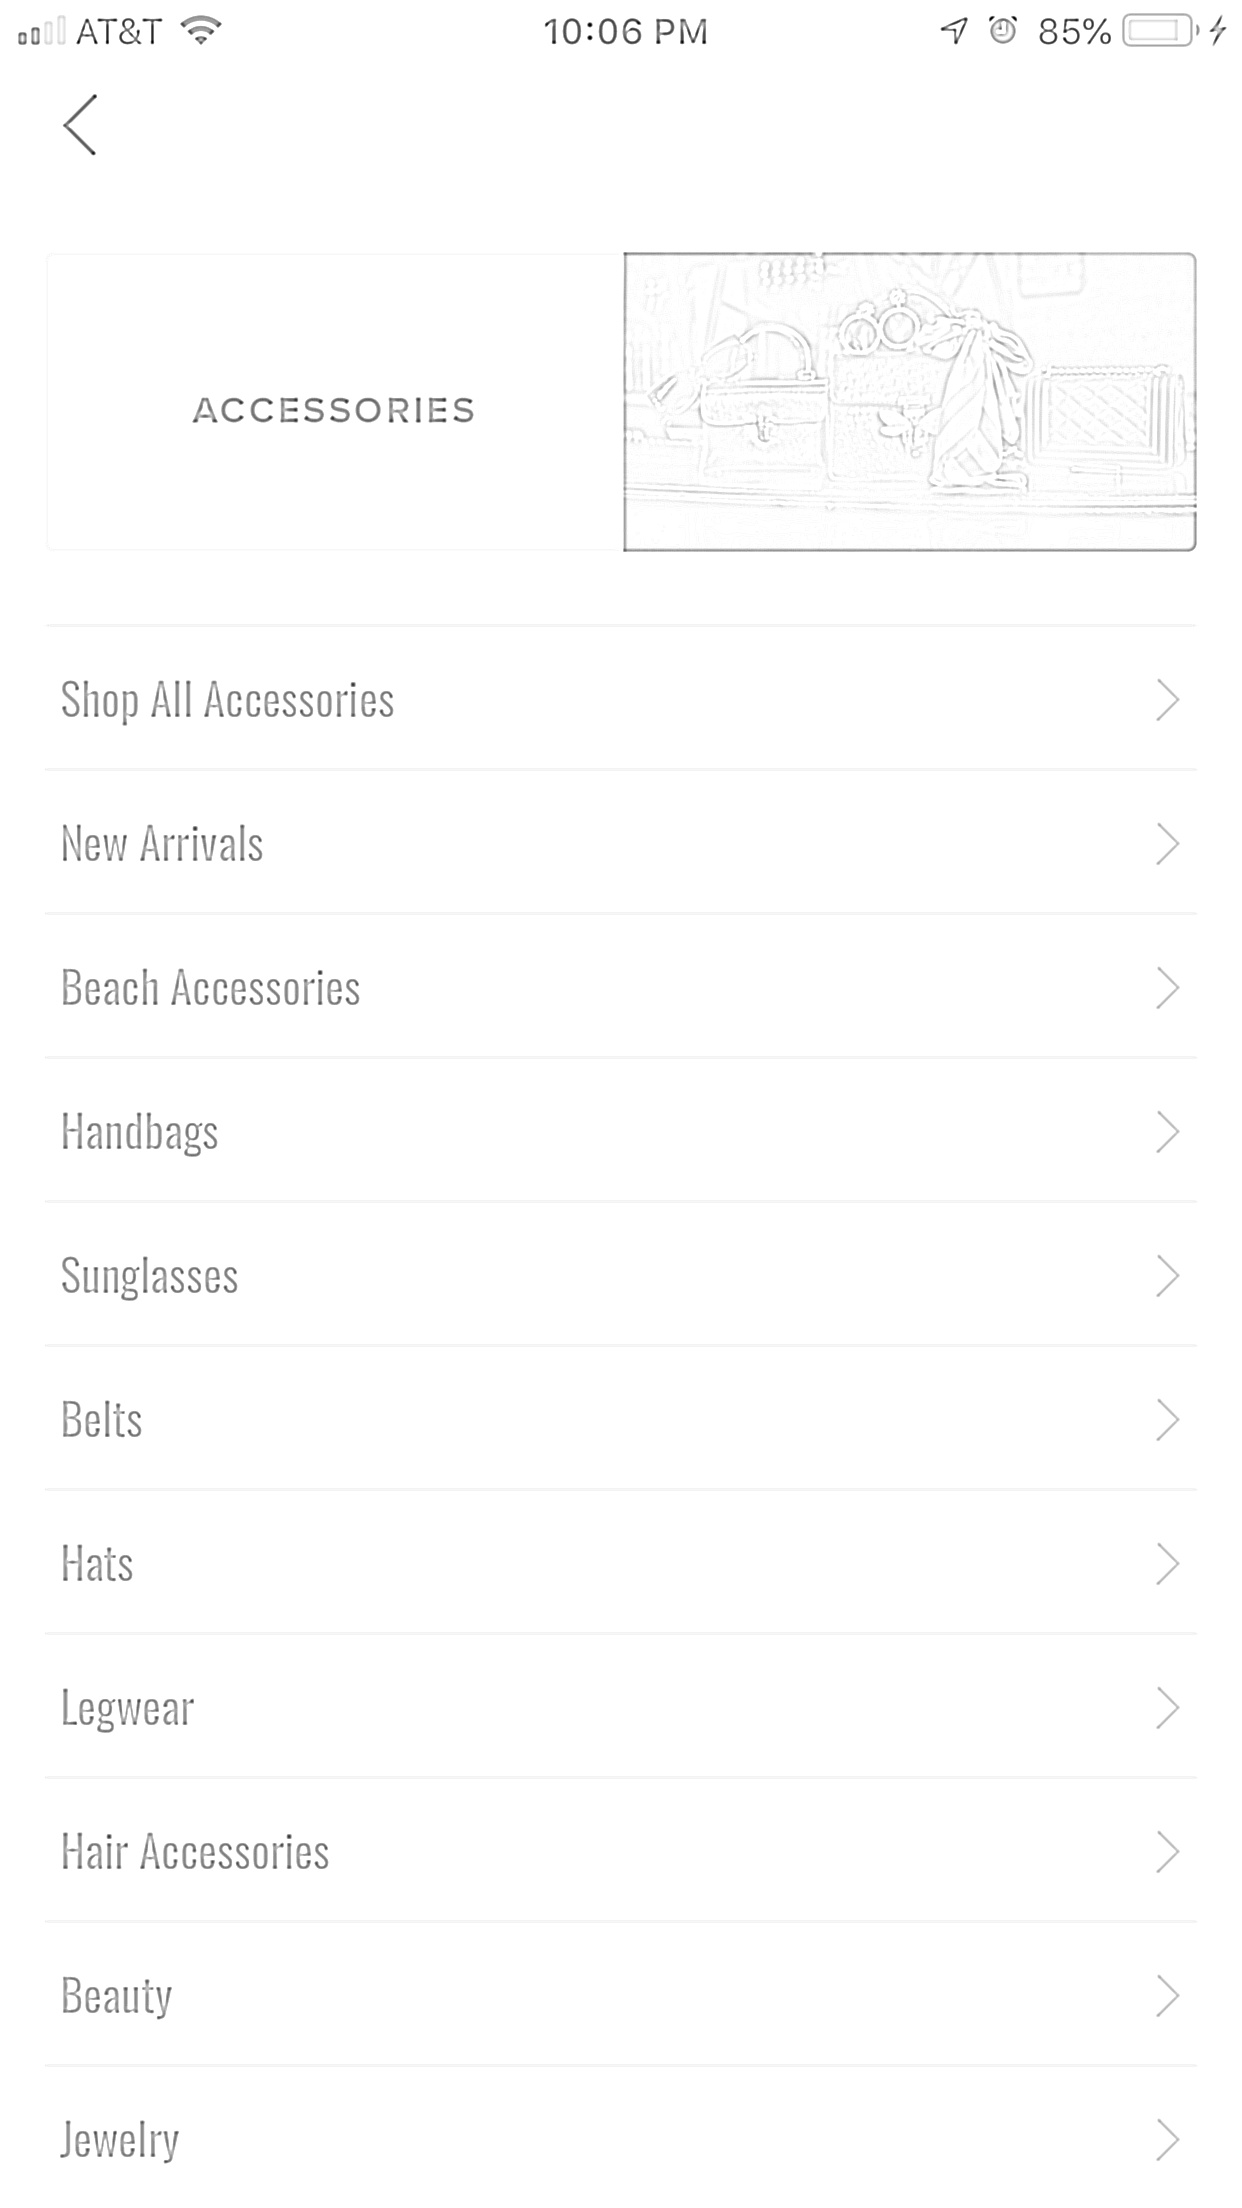 AT&T 10:06 PM 85%
ACCESSORIES
Shop All Accessories
New Arrivals
Beach Accessories
Handbags
Sunglasses
Belts
Hats
Legwear
Hair Accessories
Beauty
Jewelry